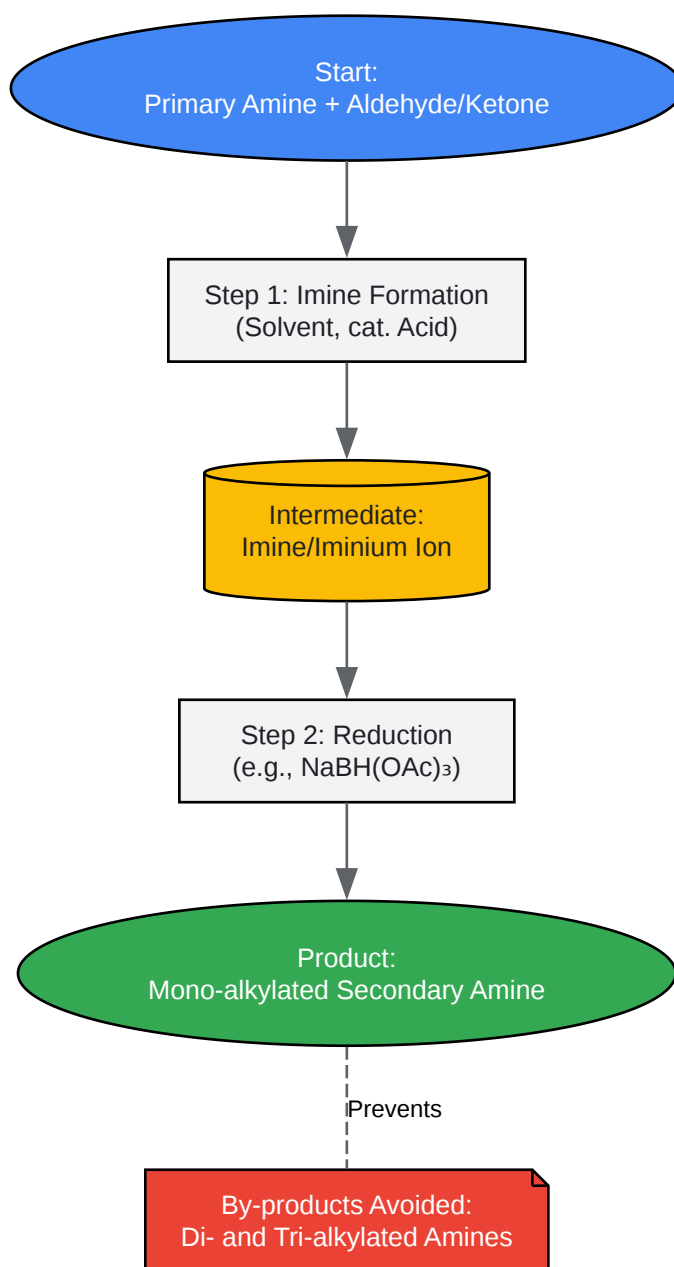 Start:
Primary Amine + Aldehyde/Ketone
Step 1: Imine Formation
(Solvent, cat. Acid)
Intermediate:
Imine/Iminium Ion
Step 2: Reduction
(e.g., NaBH(OAc)₃)
Product:
Mono-alkylated Secondary Amine
Prevents
By-products Avoided:
Di- and Tri-alkylated Amines